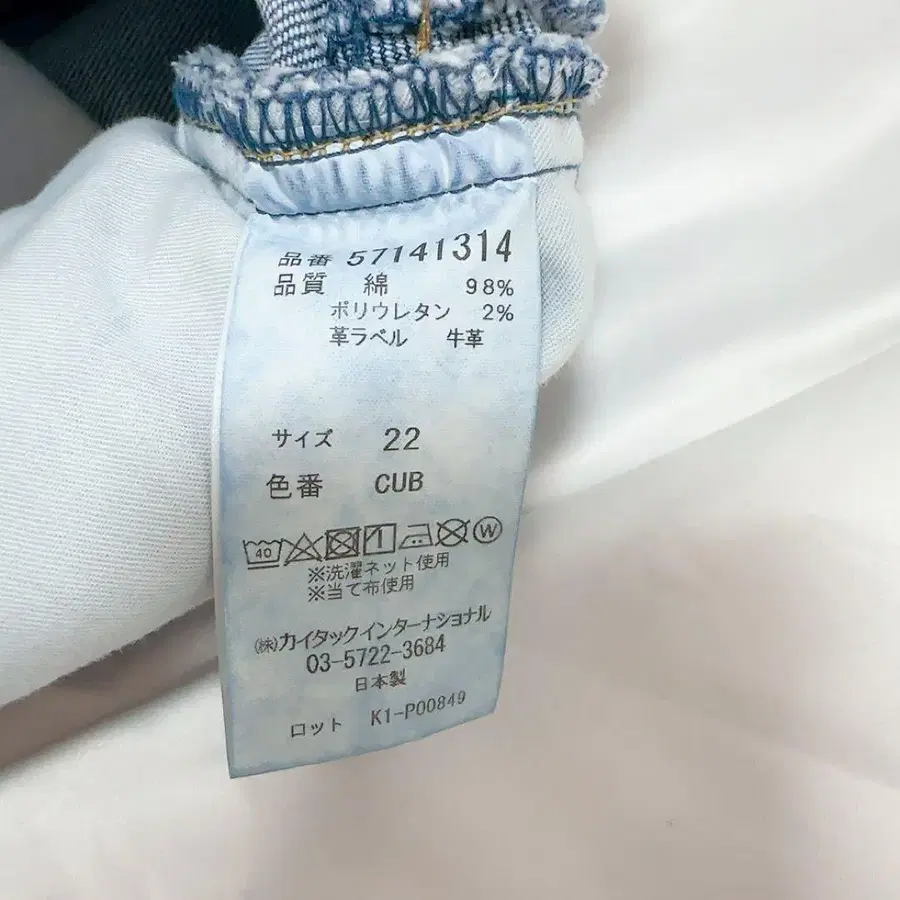 品番 57141314
品質 綿 98%
ポリウレタン 2%
革ラベル 牛革
サイズ 22
色番 CUB
40 W
※洗濯ネット使用
※当て布使用
(株)カイタックインターナショナル
03-5722-3684
日本製
ロット K1-P00849